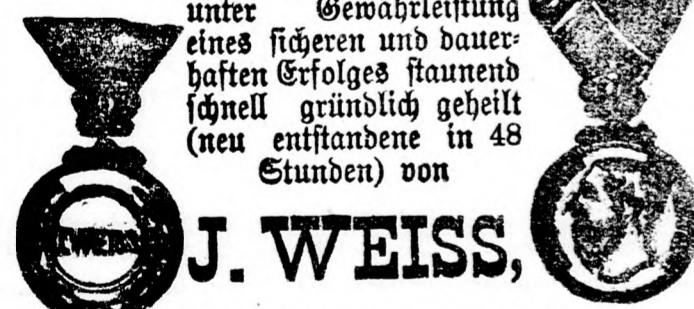 unter Gewährleistung
eines sicheren und dauer=
haften Erfolges staunend
schnell gründlich geheilt
(neu entstandene in 48
Stunden) von
J. WEISS,